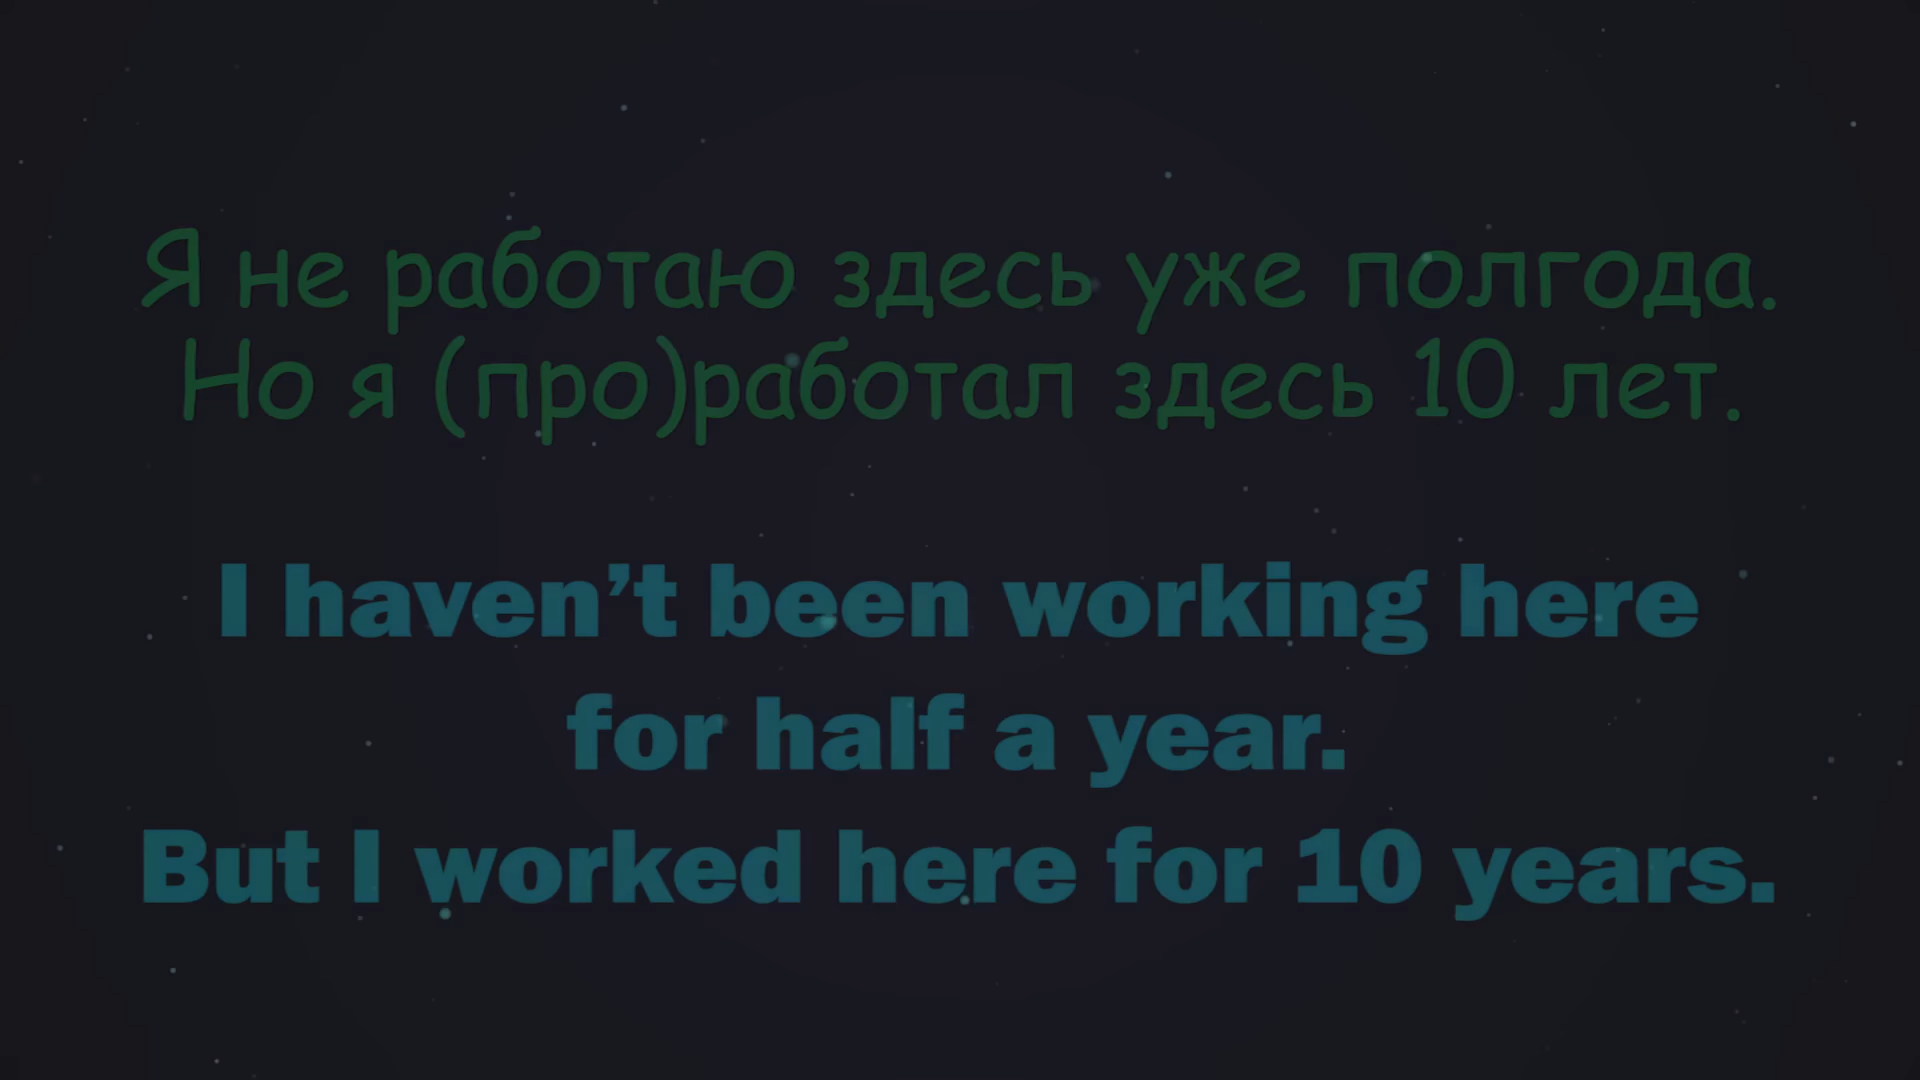 Я не работаю здесь уже полгода.
Но я (про)работал здесь 10 лет.
I haven’t been working here
for half a year.
But I worked here for 10 years.